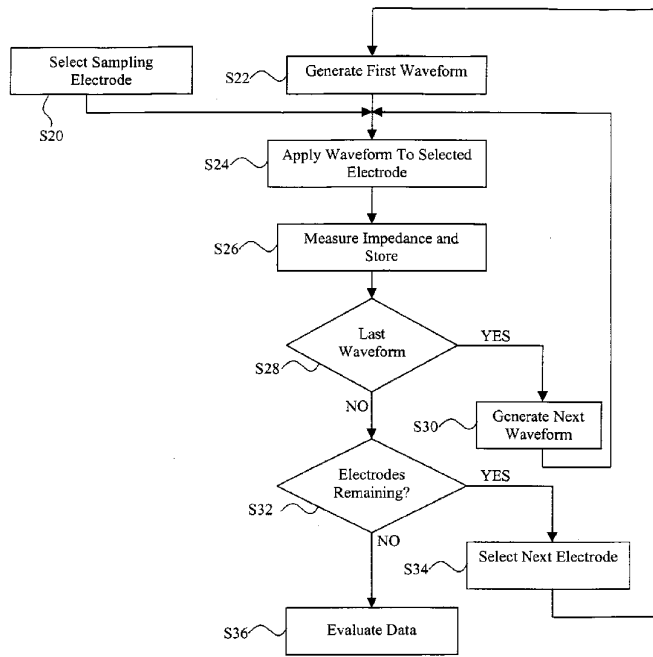 Select Sampling
Electrode
S20
S22
Generate First Waveform
S24
Apply Waveform To Selected
Electrode
S26
Measure Impedance and
Store
Last
Waveform
S28
YES
NO
S30
Generate Next
Waveform
Electrodes
Remaining?
S32
YES
NO
S34
Select Next Electrode
S36
Evaluate Data